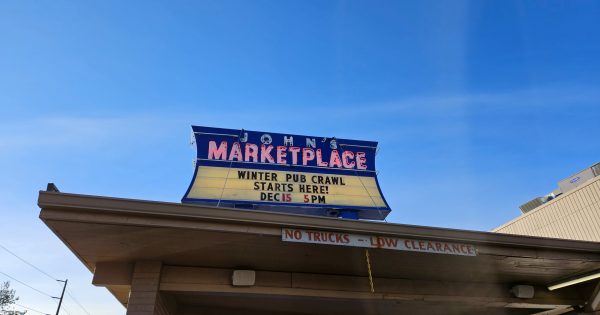 JOHN'S
MARKETPLACE
WINTER PUB CRAWL
STARTS HERE!
DEC 15 5PM
NO TRUCKS - LOW CLEARANCE